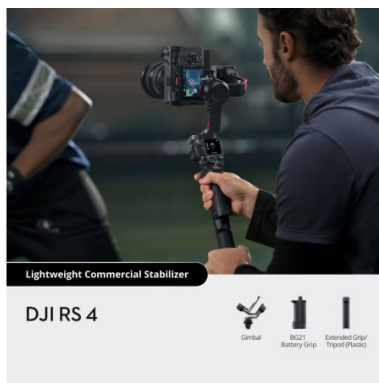 Lightweight Commercial Stabilizer
DJI RS 4
Gimbal
BG21
Battery Grip
Extended Grip/
Tripod (Plastic)